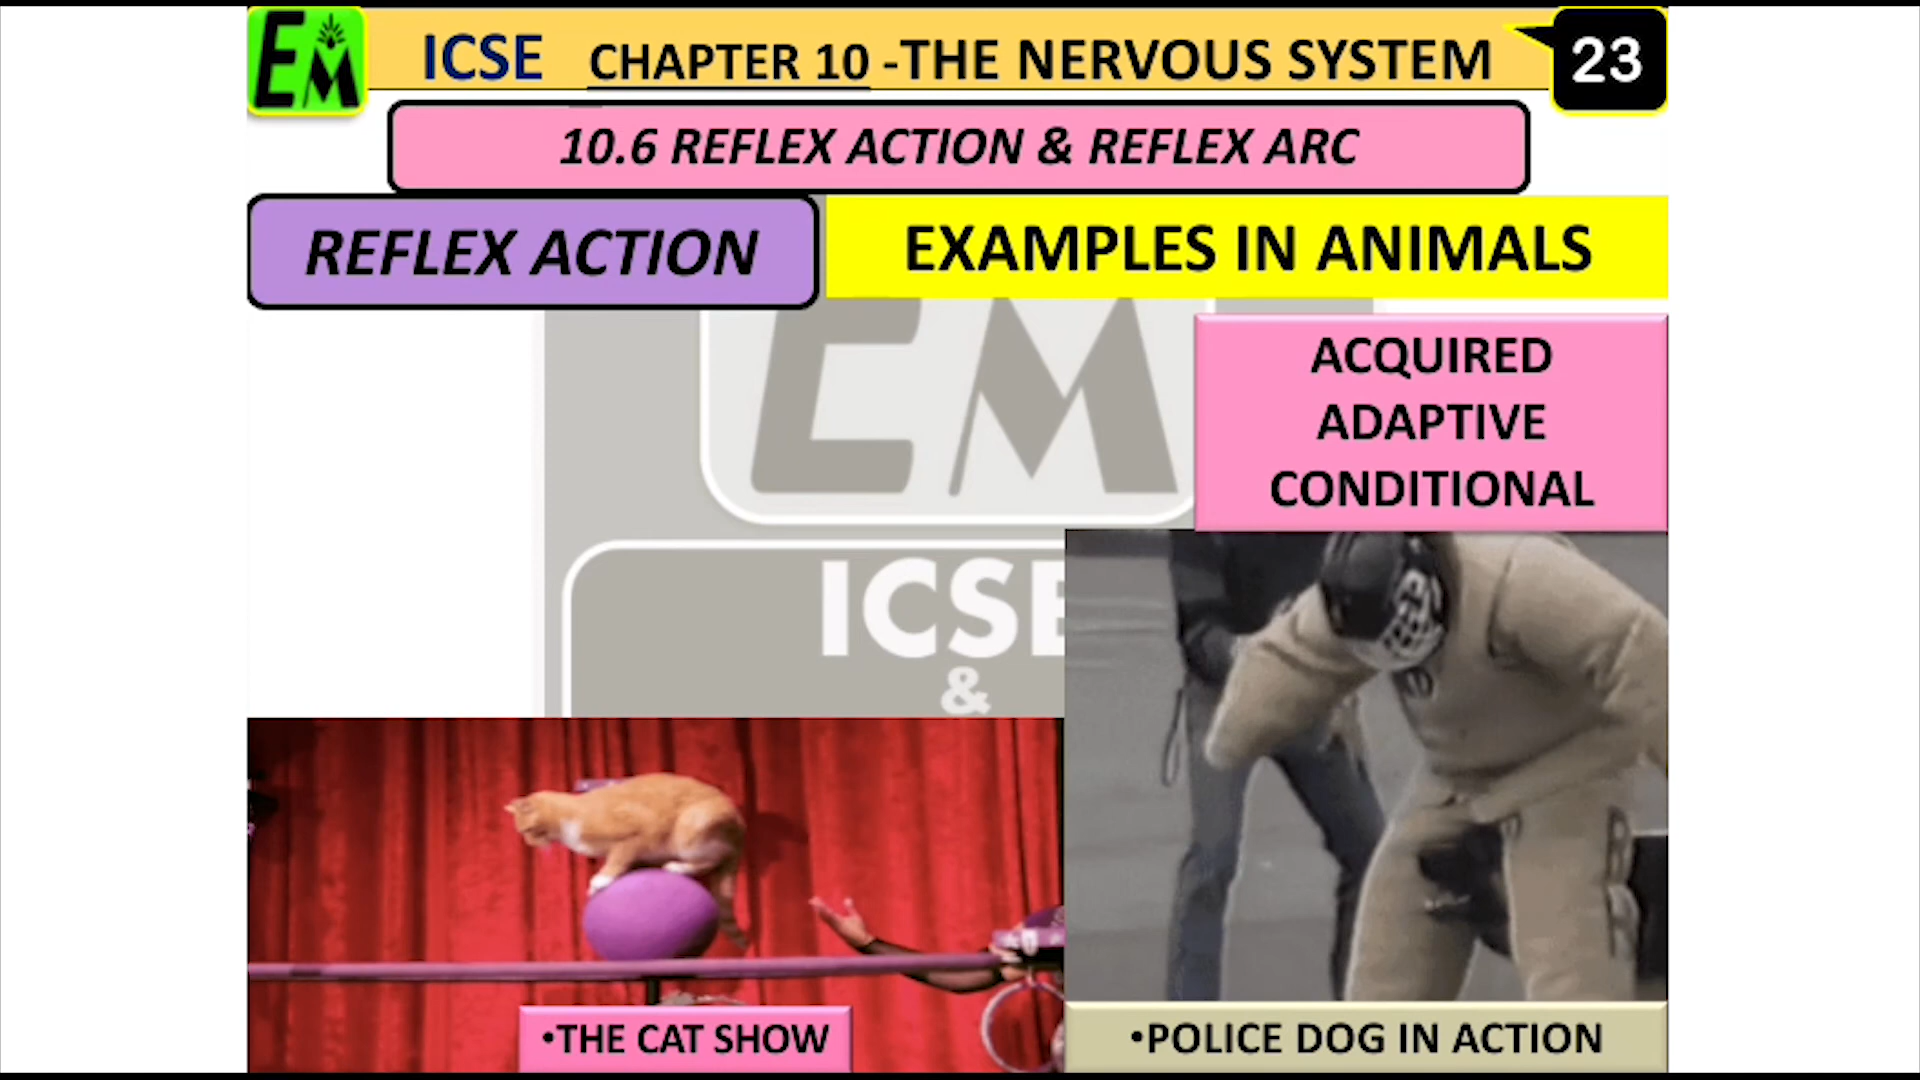 EM
ICSE CHAPTER 10 -THE NERVOUS SYSTEM
23
10.6 REFLEX ACTION & REFLEX ARC
REFLEX ACTION
EXAMPLES IN ANIMALS
EM
ACQUIRED
ADAPTIVE
CONDITIONAL
ICSE
&
•THE CAT SHOW
•POLICE DOG IN ACTION